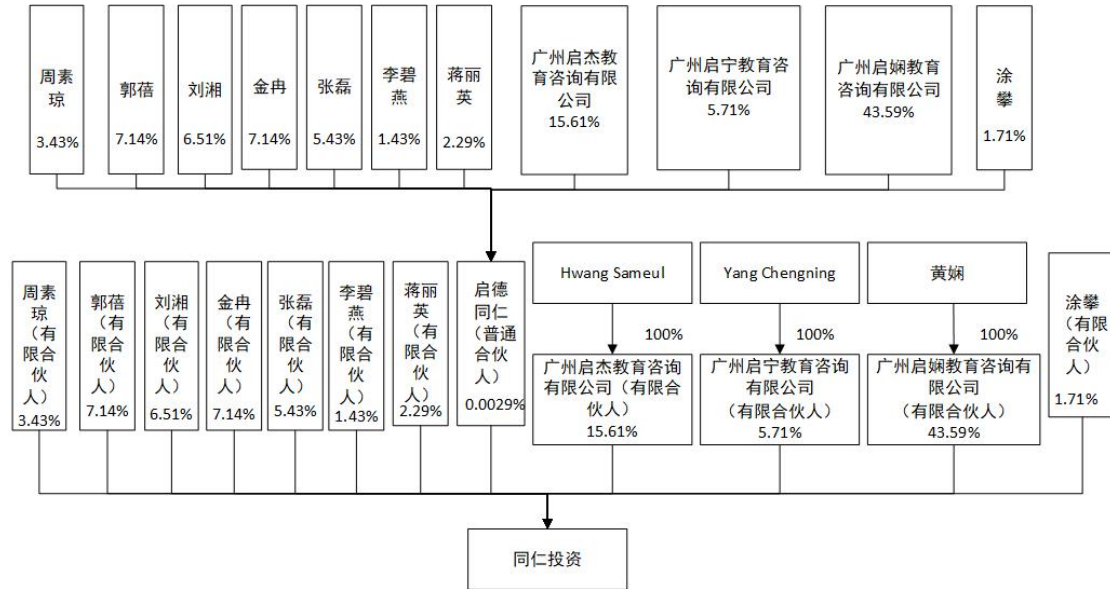 周素
琼
3.43%
郭蓓
7.14%
刘湘
6.51%
金冉
7.14%
张磊
5.43%
李碧
燕
1.43%
蒋丽
英
2.29%
广州启杰教
育咨询有限
公司
15.61%
广州启宁教育咨
询有限公司
5.71%
广州启娴教育
咨询有限公司
43.59%
涂
攀
1.71%
周素
琼
（有
限合
伙
人）
3.43%
郭蓓
（有
限合
伙
人）
7.14%
刘湘
（有
限合
伙
人）
6.51%
金冉
（有
限合
伙
人）
7.14%
张磊
（有
限合
伙
人）
5.43%
李碧
燕（有
限合
伙
人）
1.43%
蒋丽
英（有
限合
伙
人）
2.29%
启德
同仁
（普通
合伙
人）
0.0029%
Hwang Sameul
100%
广州启杰教育咨询
有限公司（有限合
伙人）
15.61%
Yang Chengning
100%
广州启宁教育咨询
有限公司
（有限合伙人）
5.71%
黄娴
100%
广州启娴教育咨询
有限公司
（有限合伙人）
43.59%
涂攀
（有限
合伙
人）
1.71%
同仁投资